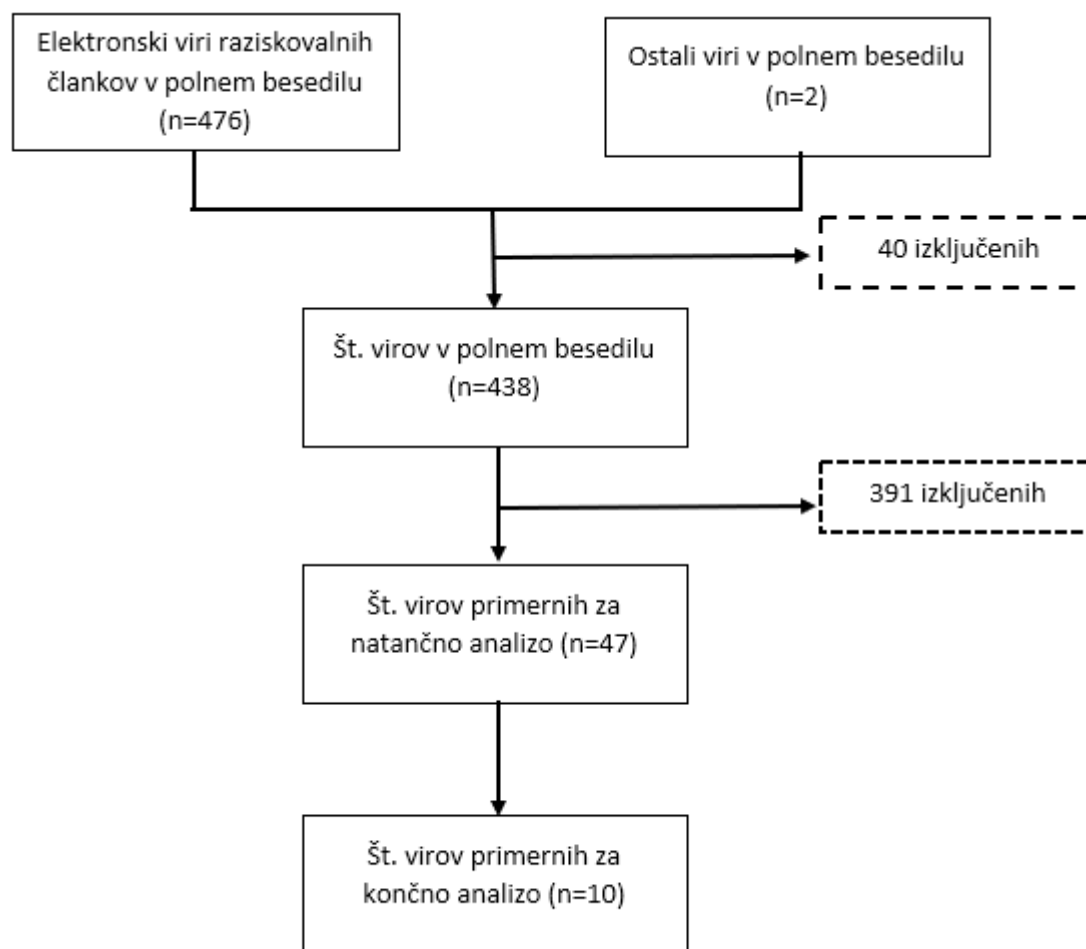 Elektronski viri raziskovalnih
člankov v polnem besedilu
(n=476)
Ostali viri v polnem besedilu
(n=2)
40 izključenih
Št. virov v polnem besedilu
(n=438)
391 izključenih
Št. virov primernih za
natančno analizo (n=47)
Št. virov primernih za
končno analizo (n=10)